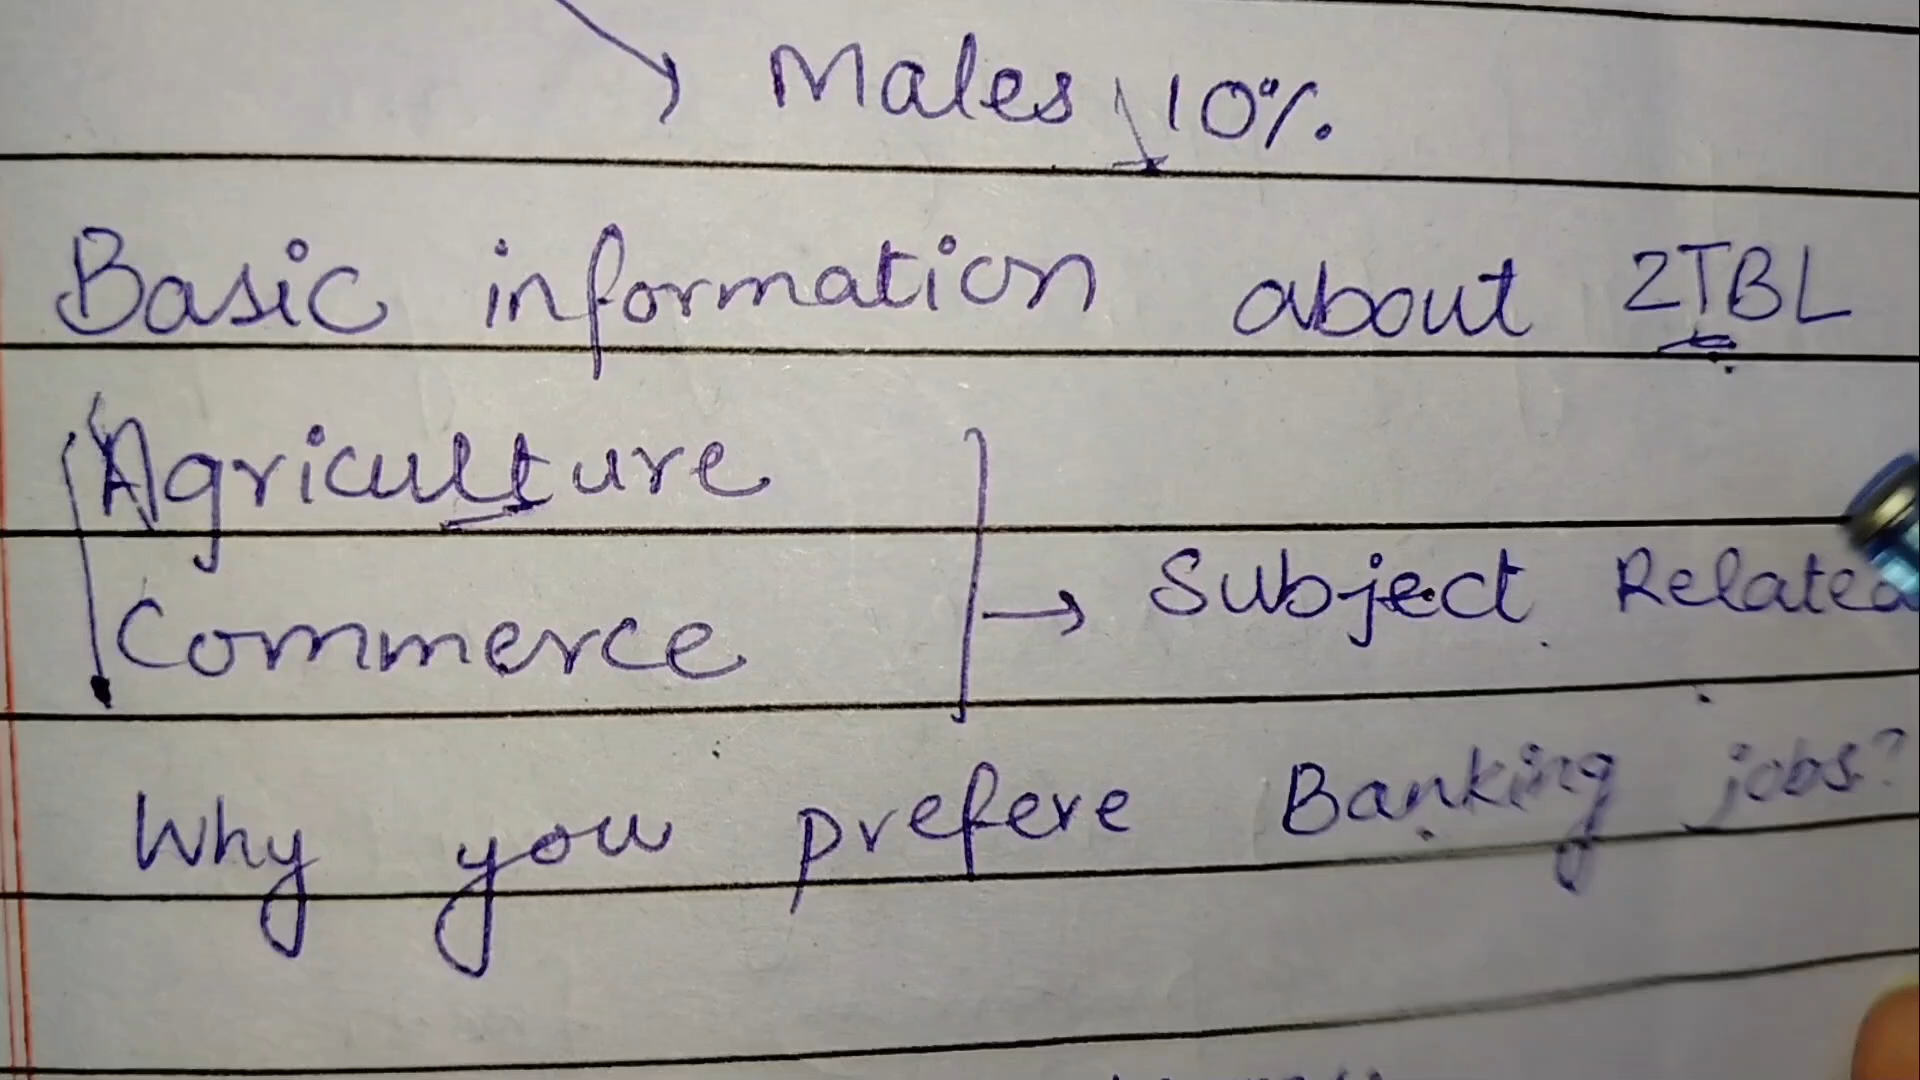 → Males 10%.
Basic information about ZTBL
Agriculture
Commerce
→ Subject Related
Why you prefere Banking jobs?